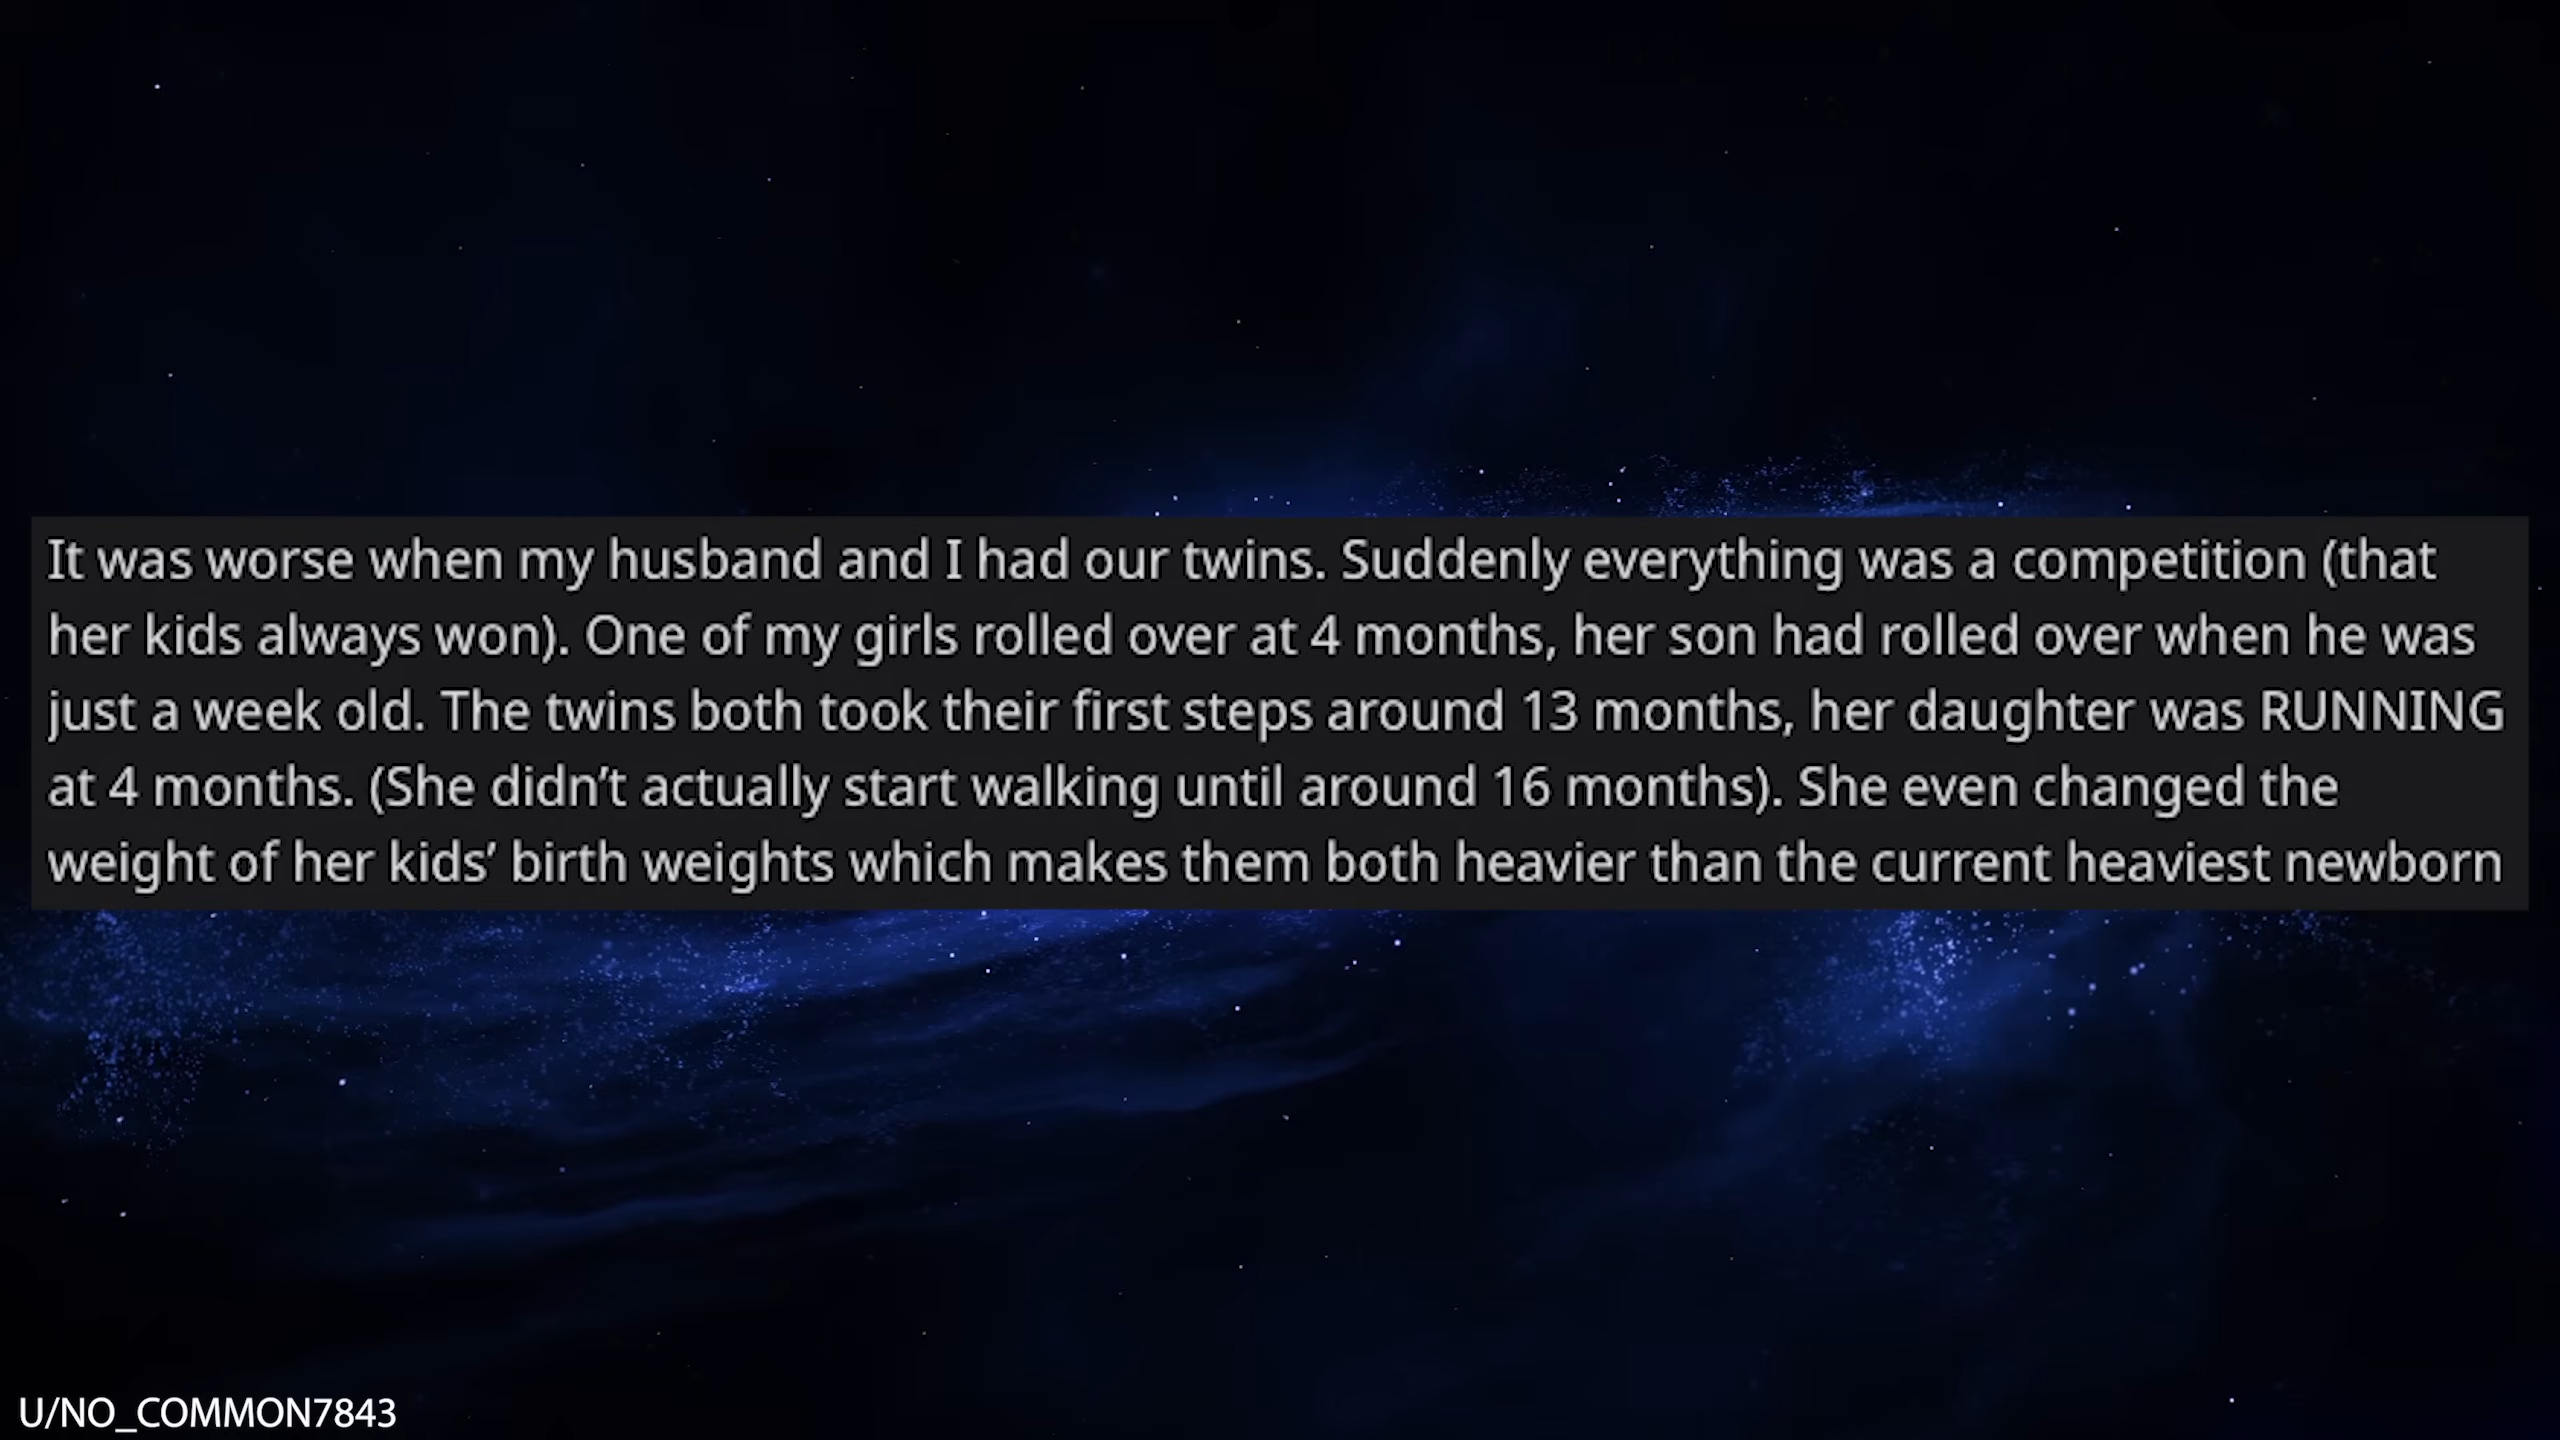 It was worse when my husband and I had our twins. Suddenly everything was a competition (that
her kids always won). One of my girls rolled over at 4 months, her son had rolled over when he was
just a week old. The twins both took their first steps around 13 months, her daughter was RUNNING
at 4 months. (She didn’t actually start walking until around 16 months). She even changed the
weight of her kids’ birth weights which makes them both heavier than the current heaviest newborn
U/NO_COMMON7843